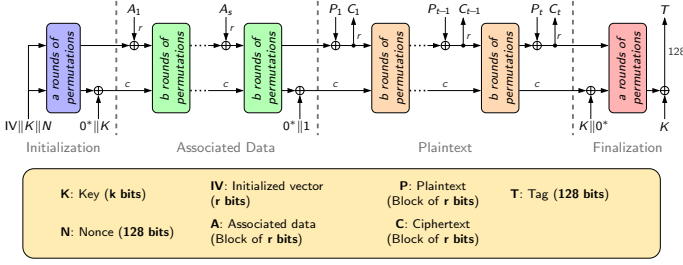 A1 As P1 C1 Pt−1 Ct−1 Pt Ct T
r r r r r
a rounds of permutations b rounds of permutations b rounds of permutations b rounds of permutations b rounds of permutations a rounds of permutations
128
c c c c
IV∥K∥N 0*∥K 0*∥1 K∥0* K
Initialization Associated Data Plaintext Finalization
K: Key (k bits) IV: Initialized vector P: Plaintext T: Tag (128 bits)
(r bits) (Block of r bits)
N: Nonce (128 bits) A: Associated data C: Ciphertext
(Block of r bits) (Block of r bits)